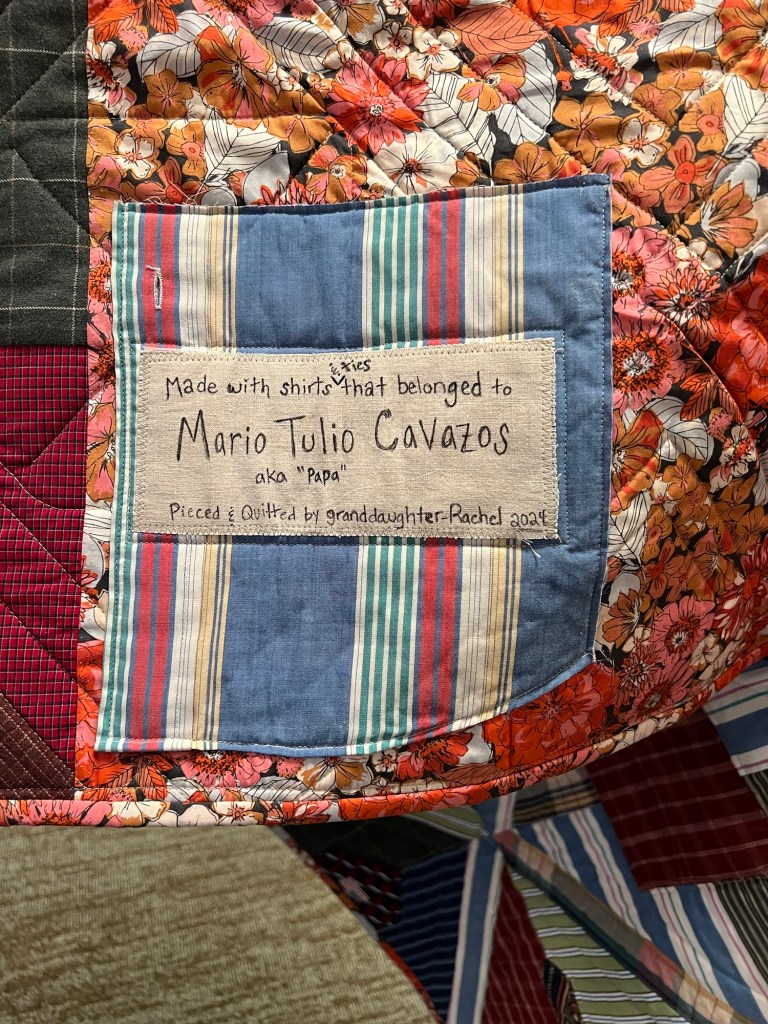 Made with shirts & ties that belonged to
Mario Tulio Cavazos
aka "Papa"
Pieced & Quilted by granddaughter-Rachel 2024